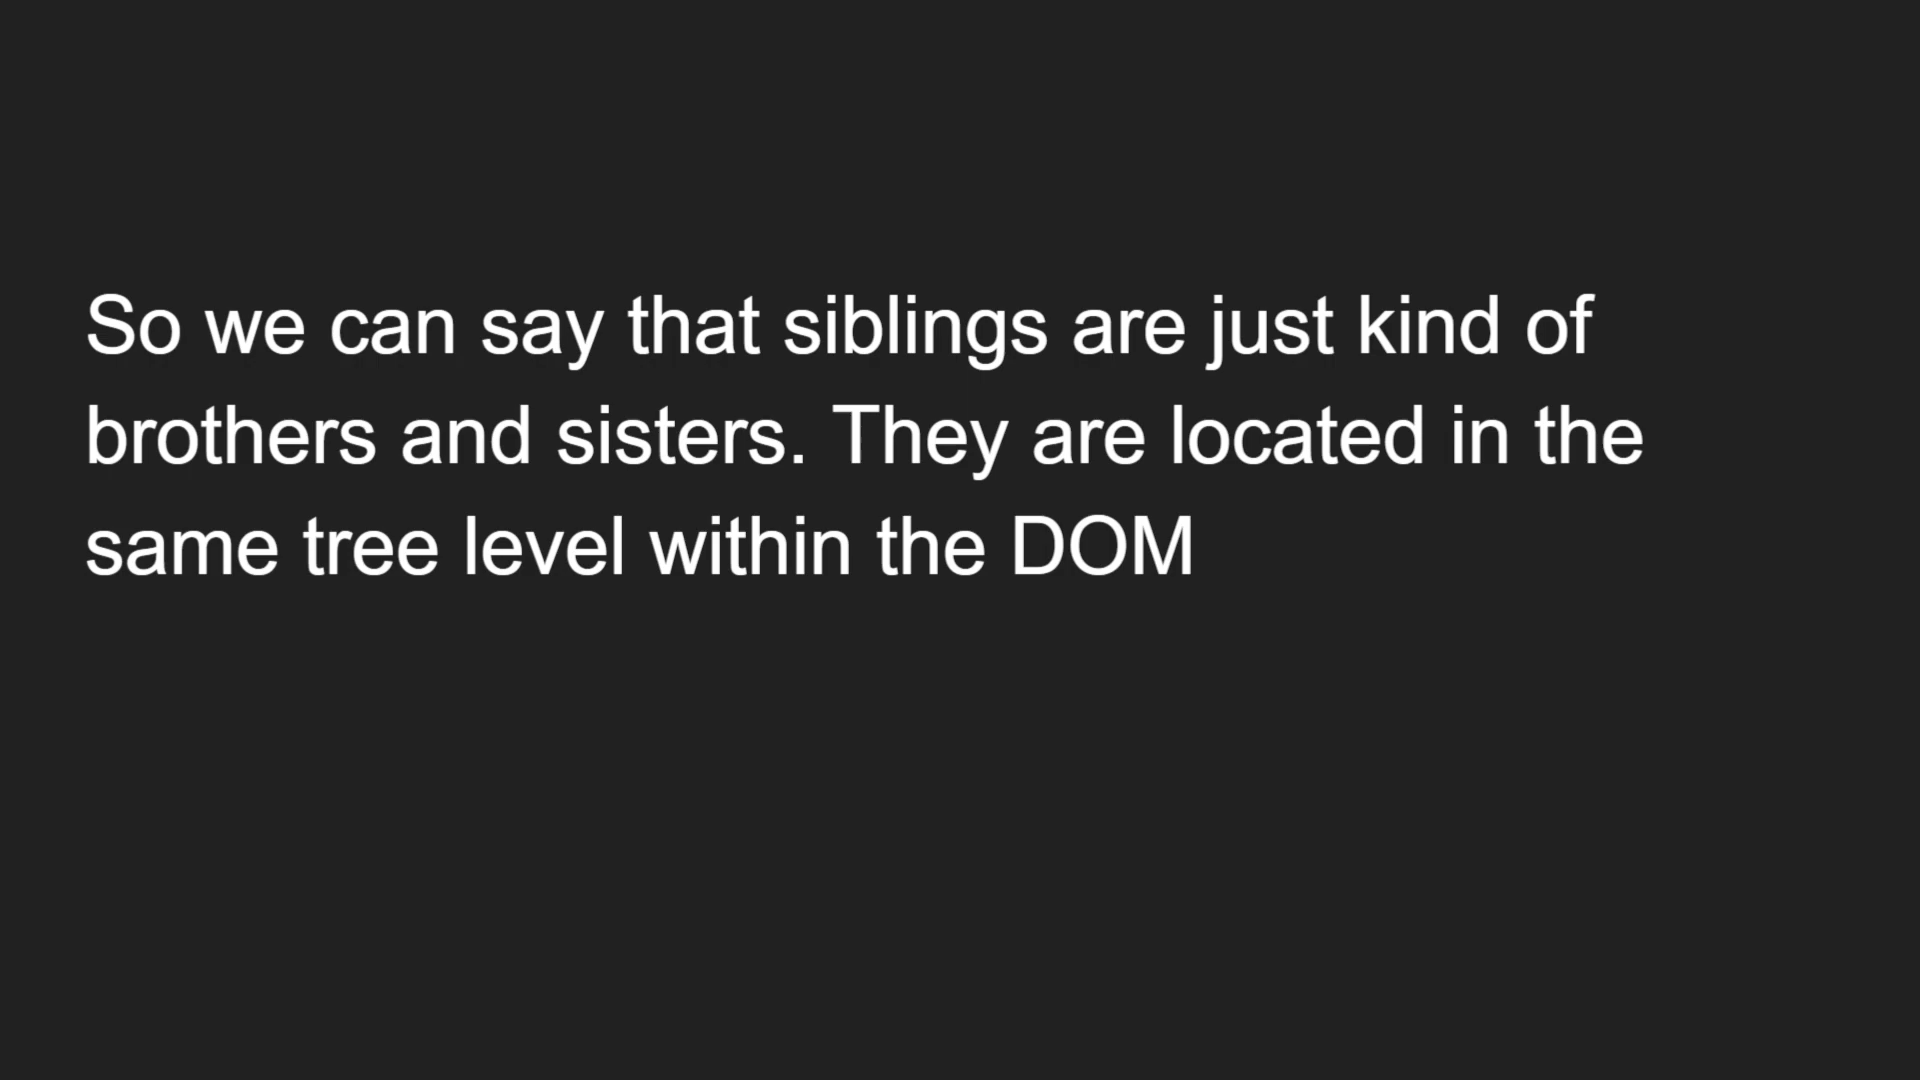 So we can say that siblings are just kind of
brothers and sisters. They are located in the
same tree level within the DOM